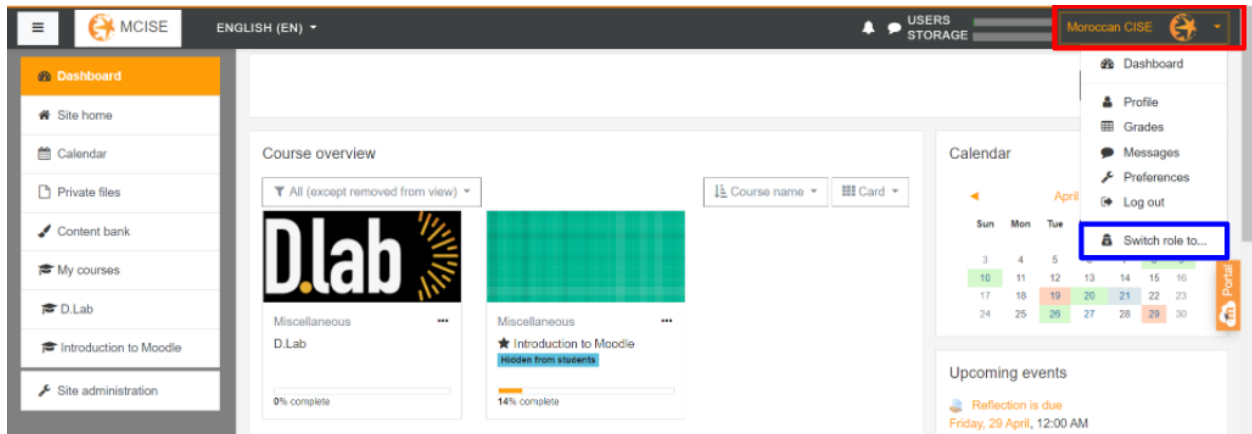 MCISE
ENGLISH (EN)
USERS
STORAGE
Moroccan CISE
Dashboard
Site home
Calendar
Private files
Content bank
My courses
D.Lab
Introduction to Moodle
Site administration
Course overview
All (except removed from view)
Course name
Card
D.lab
Miscellaneous
D.Lab
0% complete
Miscellaneous
Introduction to Moodle
Hidden from students
14% complete
Dashboard
Profile
Grades
Messages
Preferences
Log out
Switch role to...
Calendar
April
Sun Mon Tue
3 4 5
10 11 12 13 14 15 16
17 18 19 20 21 22 23
24 25 26 27 28 29 30
Portal
Upcoming events
Reflection is due
Friday, 29 April, 12:00 AM